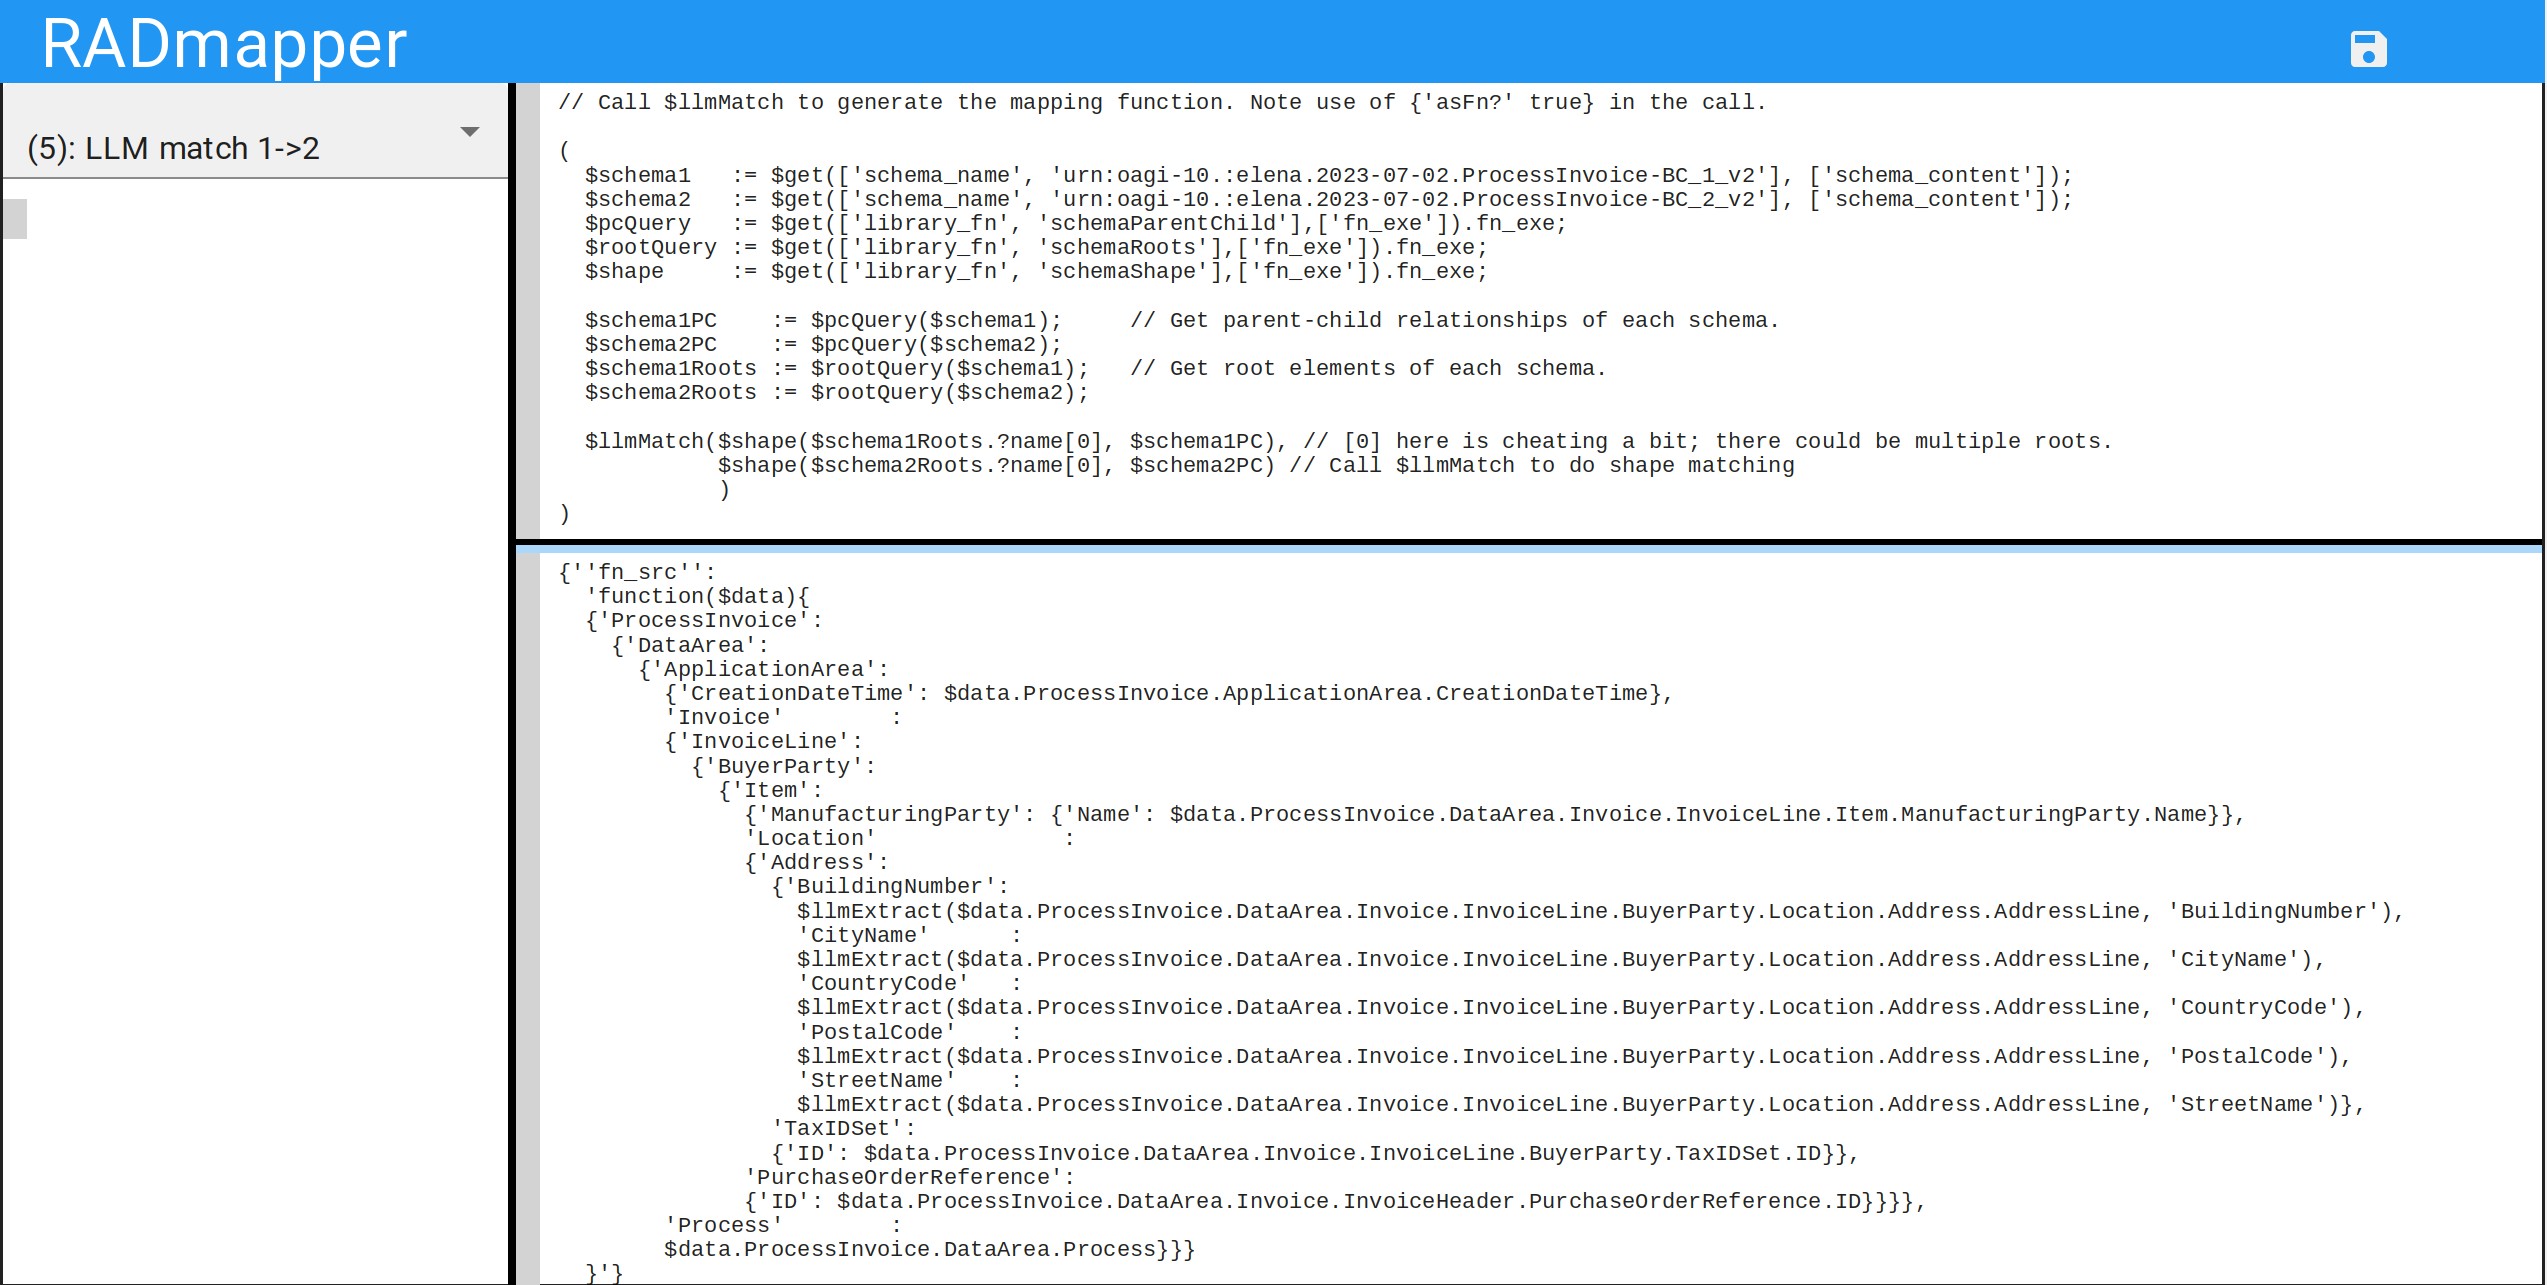 RADmapper
(5): LLM match 1->2
// Call $llmMatch to generate the mapping function. Note use of {'asFn?' true} in the call.
(
  $schema1   := $get(['schema_name', 'urn:oagi-10.:elena.2023-07-02.ProcessInvoice-BC_1_v2'], ['schema_content']);
  $schema2   := $get(['schema_name', 'urn:oagi-10.:elena.2023-07-02.ProcessInvoice-BC_2_v2'], ['schema_content']);
  $pcQuery   := $get(['library_fn', 'schemaParentChild'],['fn_exe']).fn_exe;
  $rootQuery := $get(['library_fn', 'schemaRoots'],['fn_exe']).fn_exe;
  $shape     := $get(['library_fn', 'schemaShape'],['fn_exe']).fn_exe;
  $schema1PC    := $pcQuery($schema1);     // Get parent-child relationships of each schema.
  $schema2PC    := $pcQuery($schema2);
  $schema1Roots := $rootQuery($schema1);   // Get root elements of each schema.
  $schema2Roots := $rootQuery($schema2);
  $llmMatch($shape($schema1Roots.?name[0], $schema1PC), // [0] here is cheating a bit; there could be multiple roots.
            $shape($schema2Roots.?name[0], $schema2PC) // Call $llmMatch to do shape matching
            )
)
{''fn_src'':
  'function($data){
  {'ProcessInvoice':
    {'DataArea':
      {'ApplicationArea':
        {'CreationDateTime': $data.ProcessInvoice.ApplicationArea.CreationDateTime},
        'Invoice'        :
        {'InvoiceLine':
          {'BuyerParty':
            {'Item':
              {'ManufacturingParty': {'Name': $data.ProcessInvoice.DataArea.Invoice.InvoiceLine.Item.ManufacturingParty.Name}},
              'Location'              :
              {'Address':
                {'BuildingNumber':
                  $llmExtract($data.ProcessInvoice.DataArea.Invoice.InvoiceLine.BuyerParty.Location.Address.AddressLine, 'BuildingNumber'),
                  'CityName'      :
                  $llmExtract($data.ProcessInvoice.DataArea.Invoice.InvoiceLine.BuyerParty.Location.Address.AddressLine, 'CityName'),
                  'CountryCode'   :
                  $llmExtract($data.ProcessInvoice.DataArea.Invoice.InvoiceLine.BuyerParty.Location.Address.AddressLine, 'CountryCode'),
                  'PostalCode'    :
                  $llmExtract($data.ProcessInvoice.DataArea.Invoice.InvoiceLine.BuyerParty.Location.Address.AddressLine, 'PostalCode'),
                  'StreetName'    :
                  $llmExtract($data.ProcessInvoice.DataArea.Invoice.InvoiceLine.BuyerParty.Location.Address.AddressLine, 'StreetName')},
                'TaxIDSet':
                {'ID': $data.ProcessInvoice.DataArea.Invoice.InvoiceLine.BuyerParty.TaxIDSet.ID}},
              'PurchaseOrderReference':
              {'ID': $data.ProcessInvoice.DataArea.Invoice.InvoiceHeader.PurchaseOrderReference.ID}}}},
        'Process'        :
        $data.ProcessInvoice.DataArea.Process}}}
  }'}